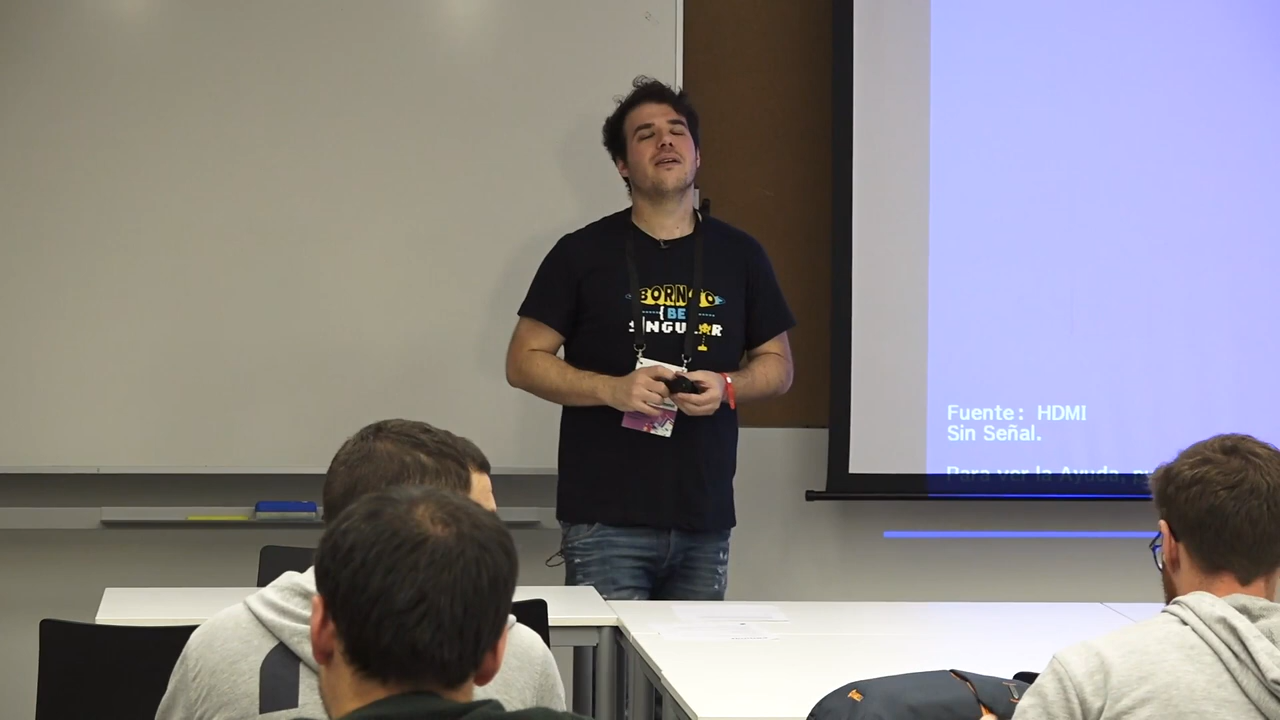 BORN TO
{BE
SINGULAR
Fuente: HDMI
Sin Señal.
Para ver la Ayuda,